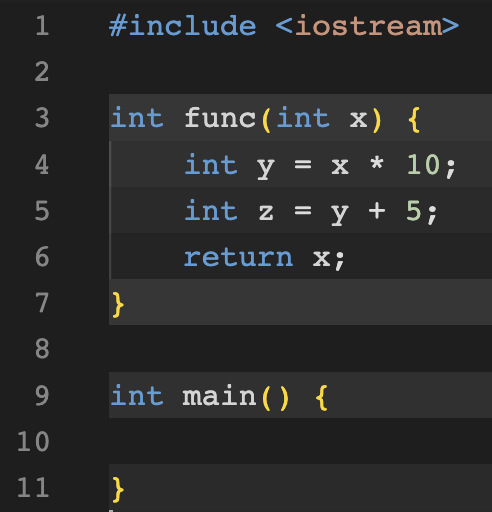 1 #include <iostream>
2
3 int func(int x) {
4     int y = x * 10;
5     int z = y + 5;
6     return x;
7 }
8
9 int main() {
10
11 }